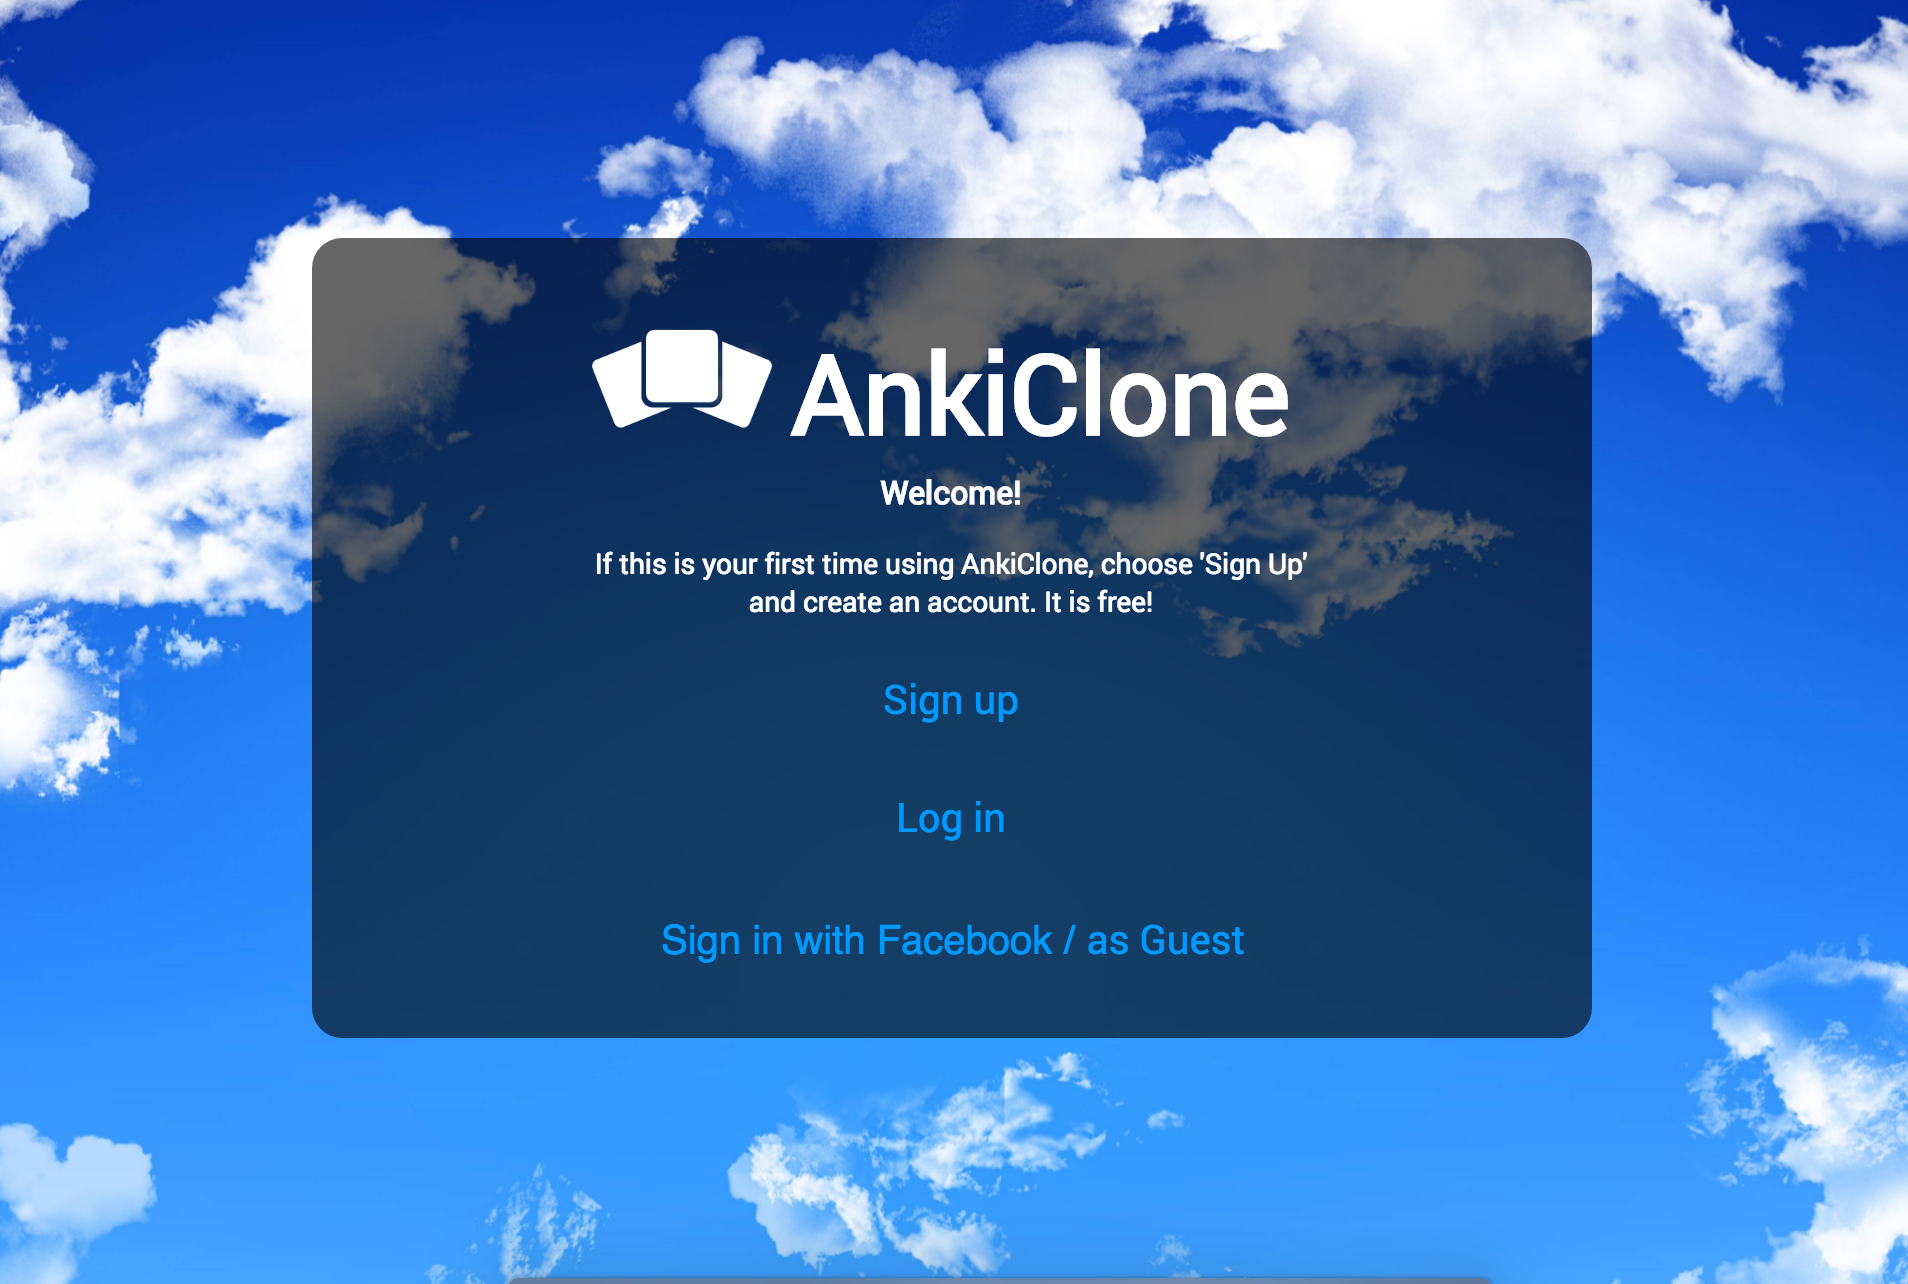 AnkiClone
Welcome!
If this is your first time using AnkiClone, choose 'Sign Up'
and create an account. It is free!
Sign up
Log in
Sign in with Facebook / as Guest